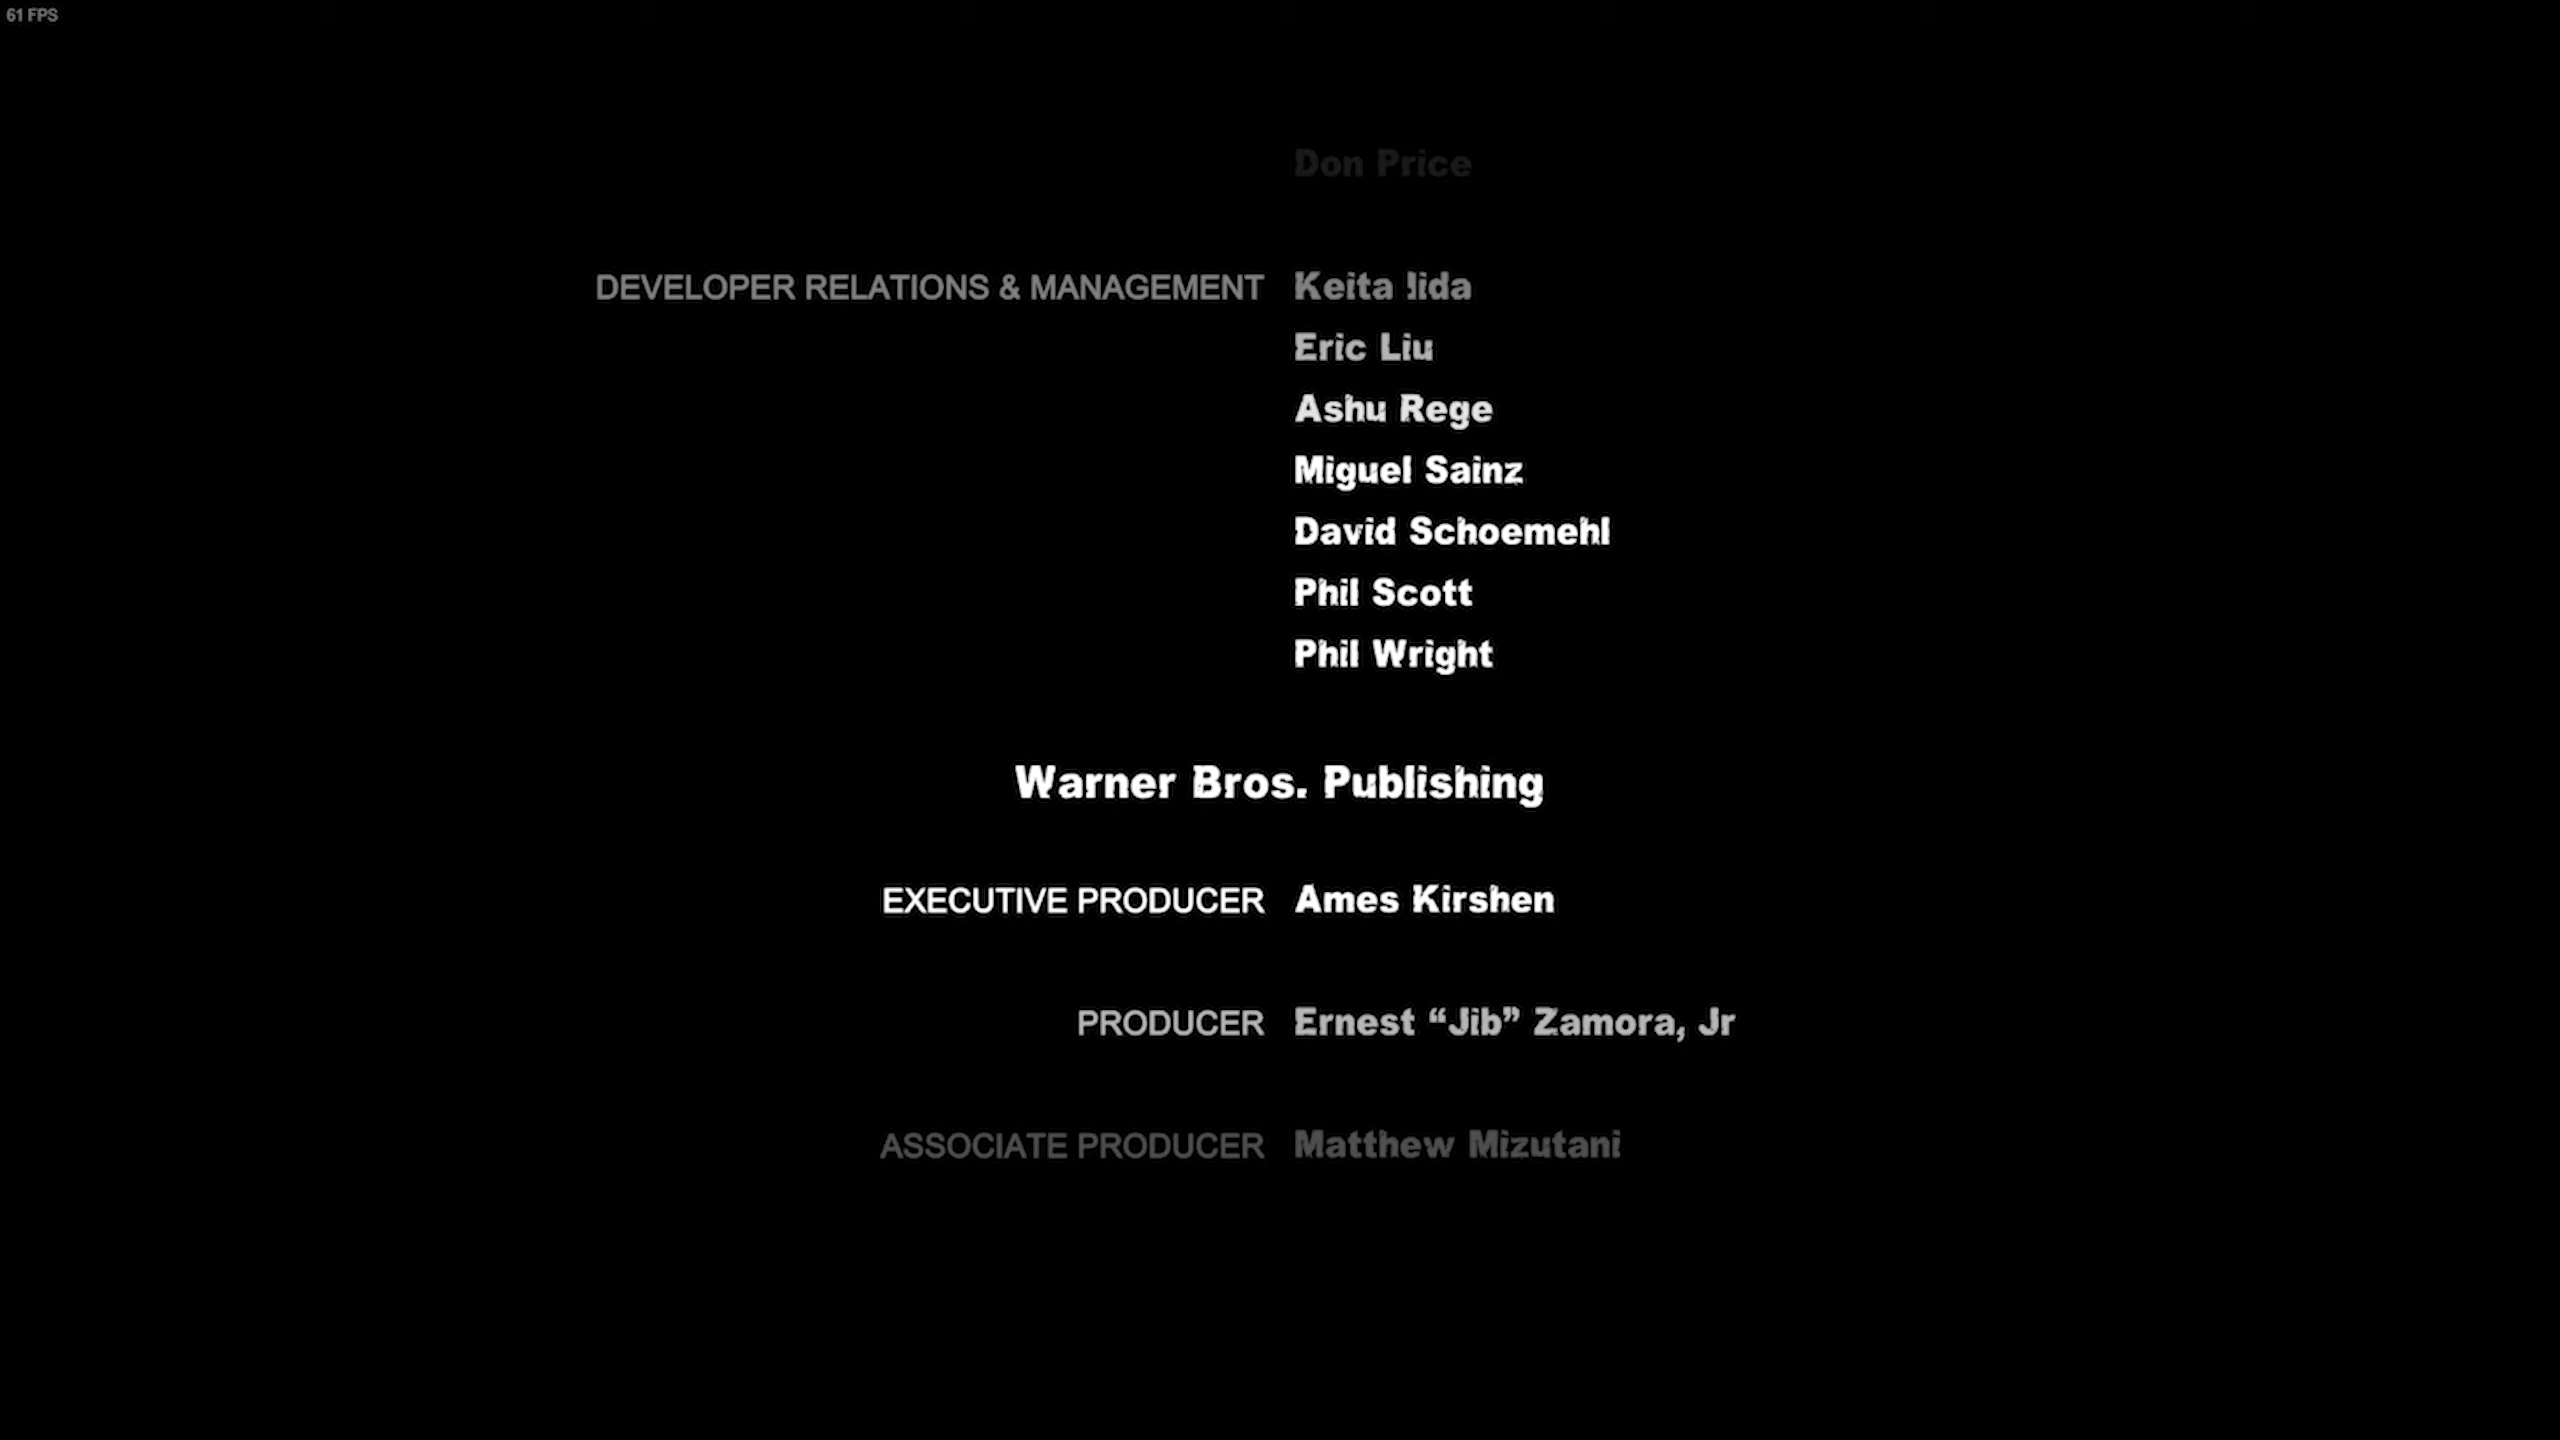 61 FPS
Don Price
DEVELOPER RELATIONS & MANAGEMENT Keita Iida
Eric Liu
Ashu Rege
Miguel Sainz
David Schoemehl
Phil Scott
Phil Wright
Warner Bros. Publishing
EXECUTIVE PRODUCER Ames Kirshen
PRODUCER Ernest “Jib” Zamora, Jr
ASSOCIATE PRODUCER Matthew Mizutani